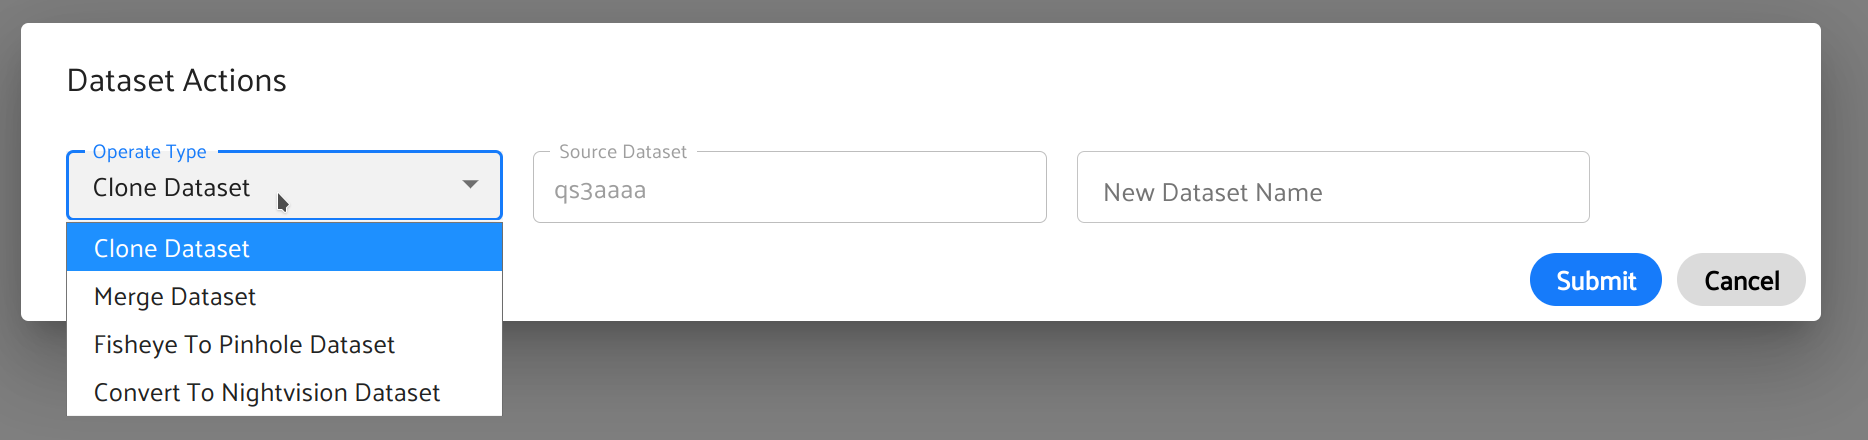 Dataset Actions
Operate Type
Clone Dataset
Source Dataset
qs3aaaa
New Dataset Name
Clone Dataset
Merge Dataset
Fisheye To Pinhole Dataset
Convert To Nightvision Dataset
Submit
Cancel